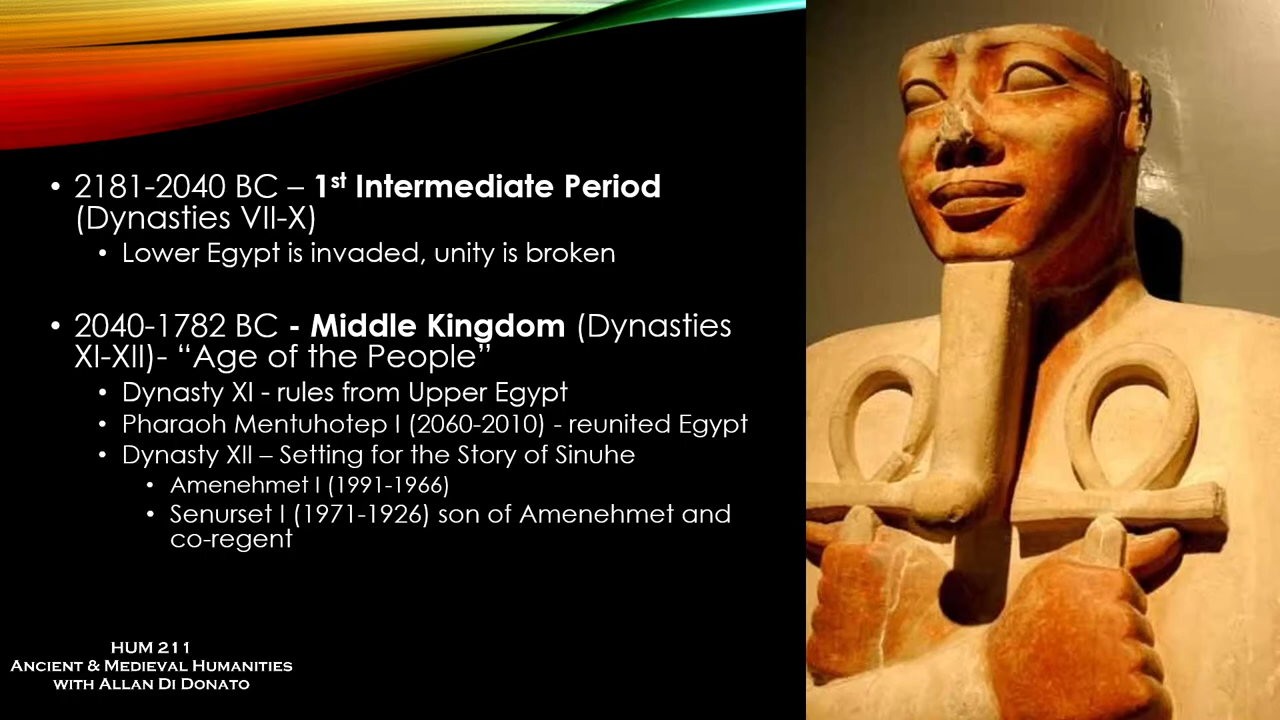 • 2181-2040 BC – 1st Intermediate Period
(Dynasties VII-X)
• Lower Egypt is invaded, unity is broken
• 2040-1782 BC - Middle Kingdom (Dynasties
XI-XII)- “Age of the People”
• Dynasty XI - rules from Upper Egypt
• Pharaoh Mentuhotep I (2060-2010) - reunited Egypt
• Dynasty XII – Setting for the Story of Sinuhe
• Amenehmet I (1991-1966)
• Senurset I (1971-1926) son of Amenehmet and
co-regent
HUM 211
Ancient & Medieval Humanities
with Allan Di Donato